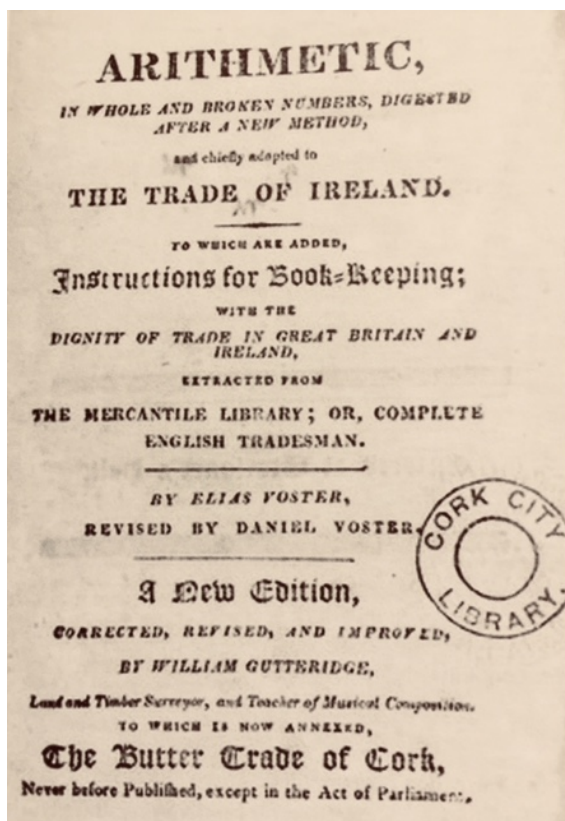 ARITHMETIC,
IN WHOLE AND BROKEN NUMBERS, DIGESTED
AFTER A NEW METHOD,
and chiefly adapted to
THE TRADE OF IRELAND.
TO WHICH ARE ADDED,
Instructions for Book-Keeping;
WITH THE
DIGNITY OF TRADE IN GREAT BRITAIN AND
IRELAND,
EXTRACTED FROM
THE MERCANTILE LIBRARY; OR, COMPLETE
ENGLISH TRADESMAN.
BY ELIAS VOSTER,
REVISED BY DANIEL VOSTER.
CORK CITY
LIBRARY.
A New Edition,
CORRECTED, REVISED, AND IMPROVED,
BY WILLIAM GUTTERIDGE,
Land and Timber Surveyor, and Teacher of Musical Composition.
TO WHICH IS NOW ANNEXED,
The Butter Trade of Cork,
Never before Published, except in the Act of Parliament.